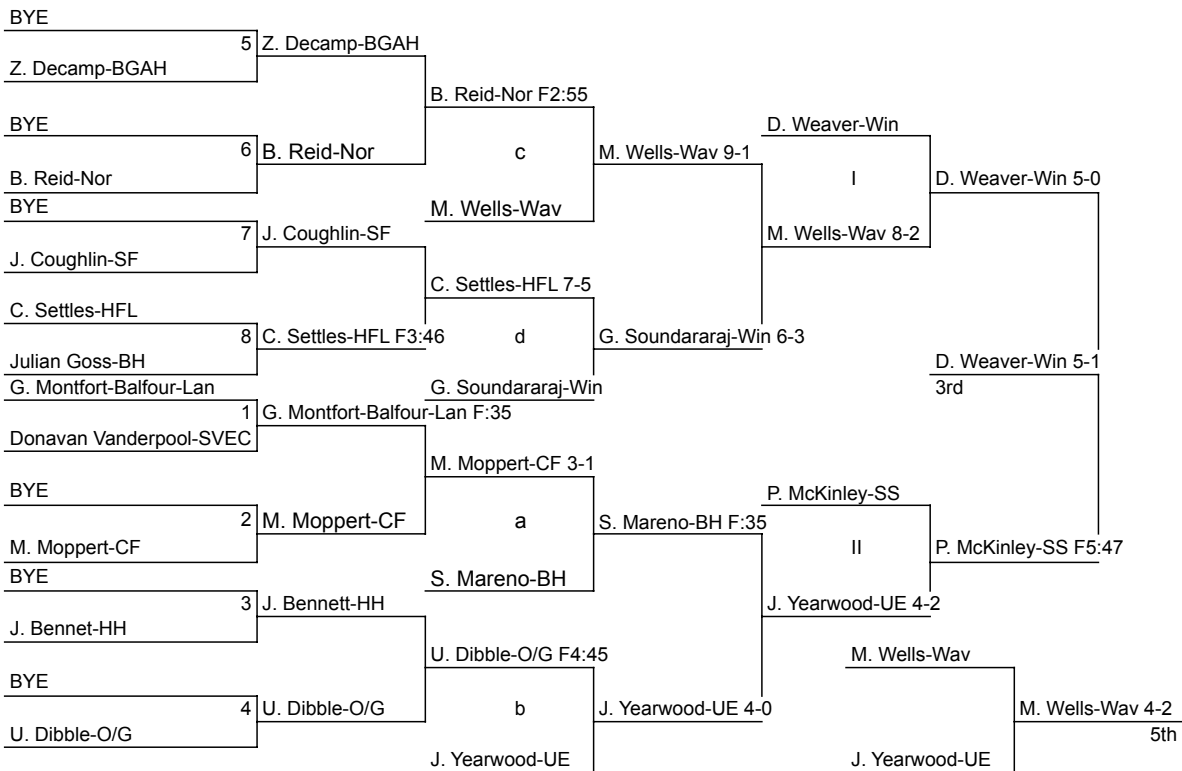 BYE
5 Z. Decamp-BGAH
Z. Decamp-BGAH
B. Reid-Nor F2:55
BYE
D. Weaver-Win
6 B. Reid-Nor
c
M. Wells-Wav 9-1
B. Reid-Nor
I
D. Weaver-Win 5-0
BYE
M. Wells-Wav
7 J. Coughlin-SF
M. Wells-Wav 8-2
J. Coughlin-SF
C. Settles-HFL 7-5
C. Settles-HFL
8 C. Settles-HFL F3:46
d
G. Soundararaj-Win 6-3
Julian Goss-BH
D. Weaver-Win 5-1
G. Montfort-Balfour-Lan
G. Soundararaj-Win
3rd
1 G. Montfort-Balfour-Lan F:35
Donavan Vanderpool-SVEC
M. Moppert-CF 3-1
BYE
P. McKinley-SS
2 M. Moppert-CF
a
S. Mareno-BH F:35
M. Moppert-CF
II
P. McKinley-SS F5:47
BYE
S. Mareno-BH
3 J. Bennett-HH
J. Yearwood-UE 4-2
J. Bennet-HH
U. Dibble-O/G F4:45
M. Wells-Wav
BYE
4 U. Dibble-O/G
b
J. Yearwood-UE 4-0
M. Wells-Wav 4-2
U. Dibble-O/G
5th
J. Yearwood-UE
J. Yearwood-UE